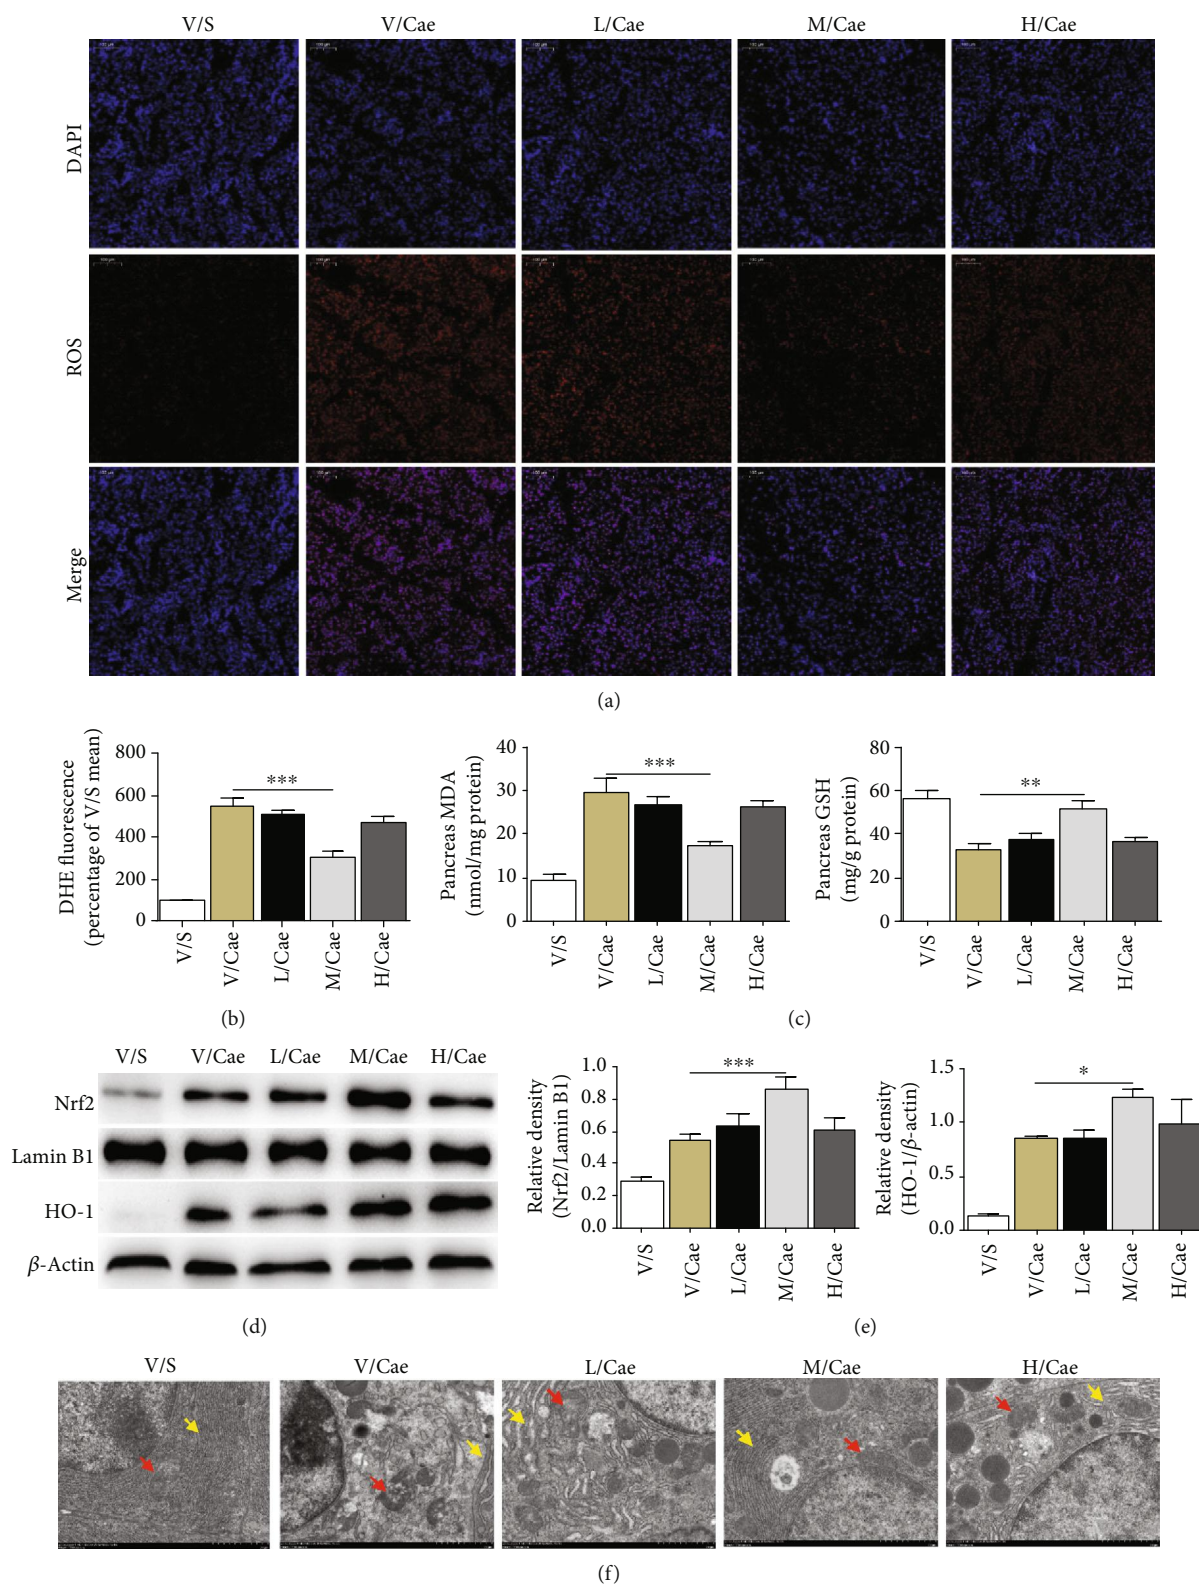 V/S V/Cae L/Cae M/Cae H/Cae
DAPI
ROS
Merge
(a)
DHE fluorescence
(percentage of V/S mean)
800
600
400
200
0
***
V/S V/Cae L/Cae M/Cae H/Cae
(b)
Pancreas MDA
(nmol/mg protein)
40
30
20
10
0
***
V/S V/Cae L/Cae M/Cae H/Cae
Pancreas GSH
(mg/g protein)
80
60
40
20
0
**
V/S V/Cae L/Cae M/Cae H/Cae
(c)
V/S V/Cae L/Cae M/Cae H/Cae
Nrf2
Lamin B1
HO-1
β-Actin
(d)
Relative density
(Nrf2/Lamin B1)
1.0
0.8
0.6
0.4
0.2
0.0
***
V/S V/Cae L/Cae M/Cae H/Cae
Relative density
(HO-1/β-actin)
1.5
1.0
0.5
0.0
*
V/S V/Cae L/Cae M/Cae H/Cae
(e)
V/S V/Cae L/Cae M/Cae H/Cae
(f)